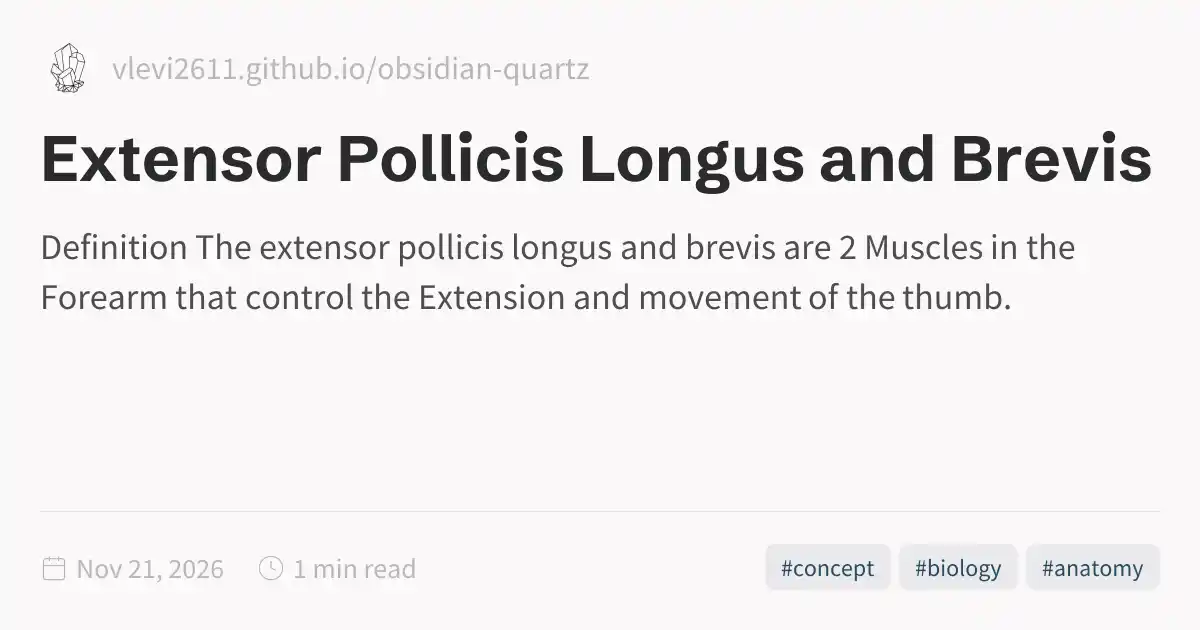 vlevi2611.github.io/obsidian-quartz
Extensor Pollicis Longus and Brevis
Definition The extensor pollicis longus and brevis are 2 Muscles in the
Forearm that control the Extension and movement of the thumb.
Nov 21, 2026 1 min read #concept #biology #anatomy